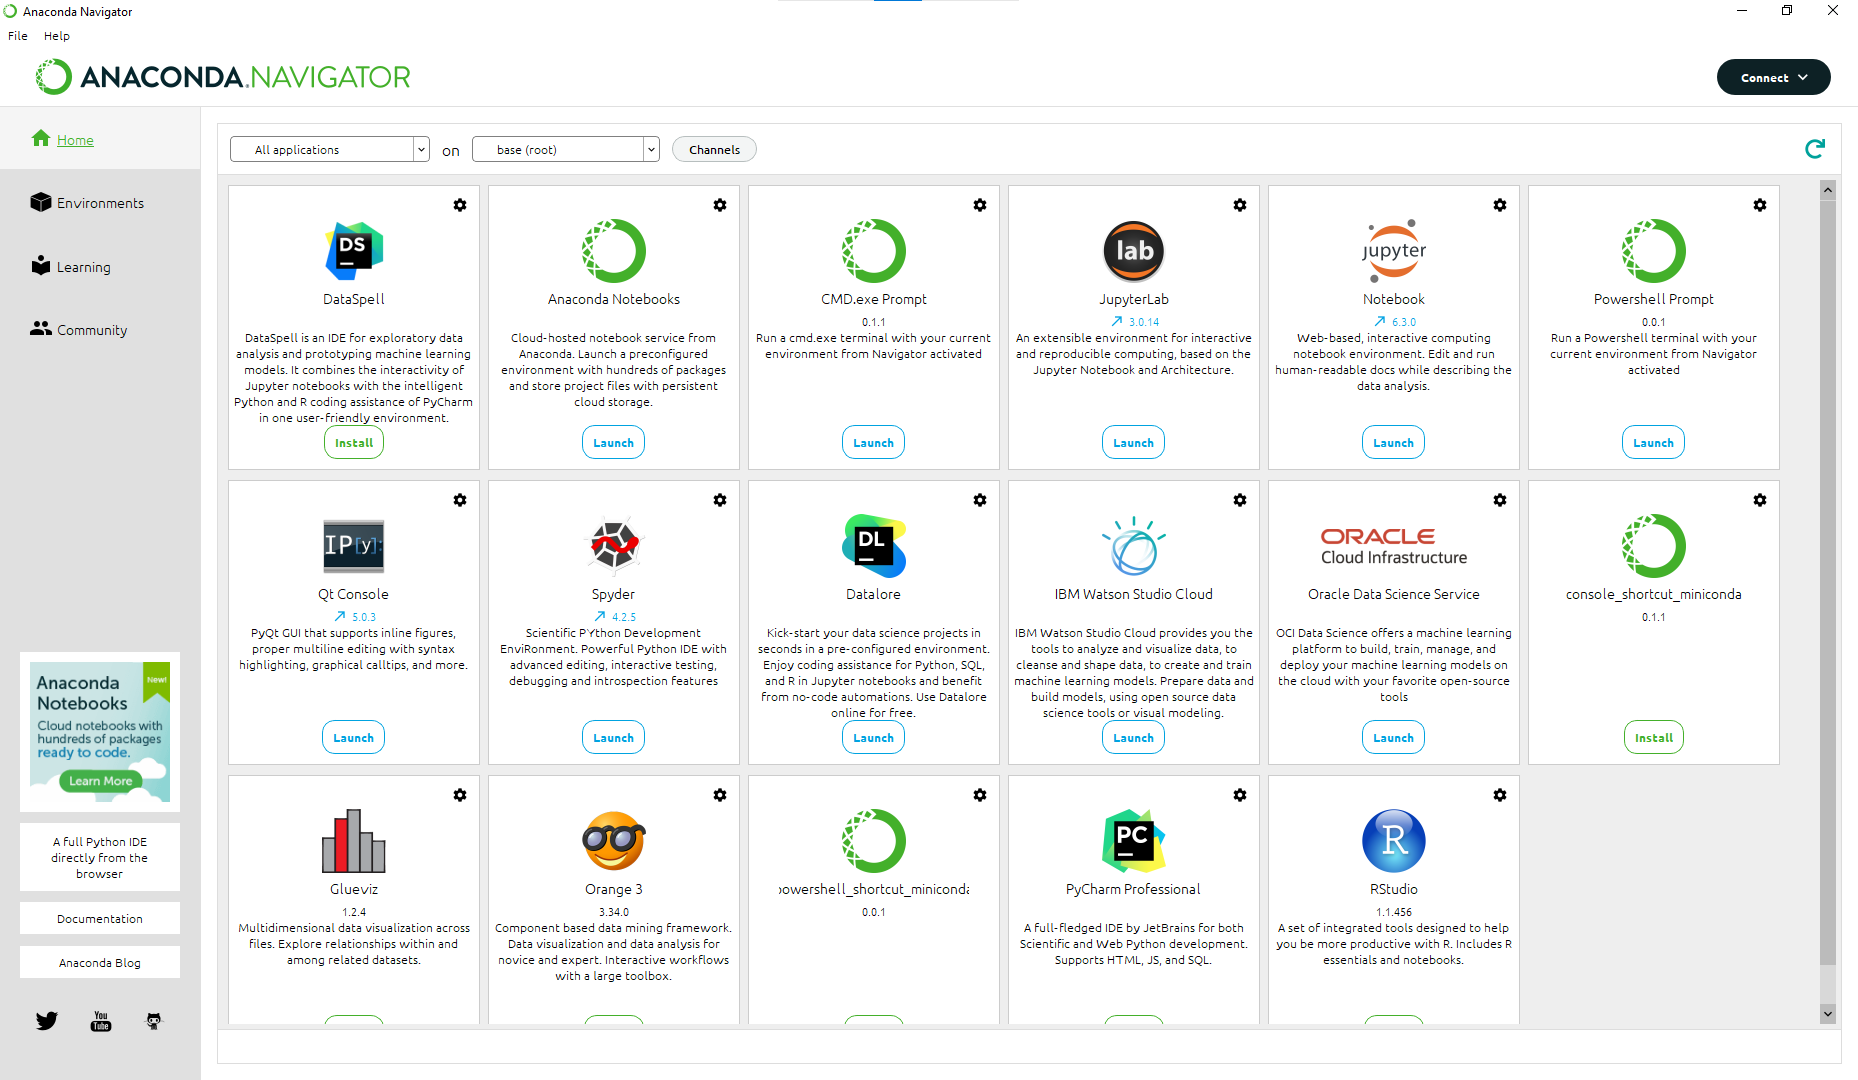 Anaconda Navigator
File Help
ANACONDA.NAVIGATOR
Connect
Home
Environments
Learning
Community
All applications
on
base (root)
Channels
DS
DataSpell
DataSpell is an IDE for exploratory data
analysis and prototyping machine learning
models. It combines the interactivity of
Jupyter notebooks with the intelligent
Python and R coding assistance of PyCharm
in one user-friendly environment.
Install
Anaconda Notebooks
Cloud-hosted notebook service from
Anaconda. Launch a preconfigured
environment with hundreds of packages
and store project files with persistent
cloud storage.
Launch
CMD.exe Prompt
0.1.1
Run a cmd.exe terminal with your current
environment from Navigator activated
Launch
lab
JupyterLab
3.0.14
An extensible environment for interactive
and reproducible computing, based on the
Jupyter Notebook and Architecture.
Launch
jupyter
Notebook
6.3.0
Web-based, interactive computing
notebook environment. Edit and run
human-readable docs while describing the
data analysis.
Launch
Powershell Prompt
0.0.1
Run a Powershell terminal with your
current environment from Navigator
activated
Launch
IP[y]:
Qt Console
5.0.3
PyQt GUI that supports inline figures,
proper multiline editing with syntax
highlighting, graphical calltips, and more.
Launch
Spyder
4.2.5
Scientific PYthon Development
EnviRonment. Powerful Python IDE with
advanced editing, interactive testing,
debugging and introspection features
Launch
DL
Datalore
Kick-start your data science projects in
seconds in a pre-configured environment.
Enjoy coding assistance for Python, SQL,
and R in Jupyter notebooks and benefit
from no-code automations. Use Datalore
online for free.
Launch
IBM Watson Studio Cloud
IBM Watson Studio Cloud provides you the
tools to analyze and visualize data, to
cleanse and shape data, to create and train
machine learning models. Prepare data and
build models, using open source data
science tools or visual modeling.
Launch
ORACLE
Cloud Infrastructure
Oracle Data Science Service
OCI Data Science offers a machine learning
platform to build, train, manage, and
deploy your machine learning models on
the cloud with your favorite open-source
tools
Launch
console_shortcut_miniconda
0.1.1
Install
Glueviz
1.2.4
Multidimensional data visualization across
files. Explore relationships within and
among related datasets.
Orange 3
3.34.0
Component based data mining framework.
Data visualization and data analysis for
novice and expert. Interactive workflows
with a large toolbox.
powershell_shortcut_miniconda
0.0.1
PC
PyCharm Professional
A full-fledged IDE by JetBrains for both
Scientific and Web Python development.
Supports HTML, JS, and SQL.
R
RStudio
1.1.456
A set of integrated tools designed to help
you be more productive with R. Includes R
essentials and notebooks.
Anaconda
Notebooks
New!
Cloud notebooks with
hundreds of packages
ready to code.
Learn More
A full Python IDE
directly from the
browser
Documentation
Anaconda Blog
You
Tube